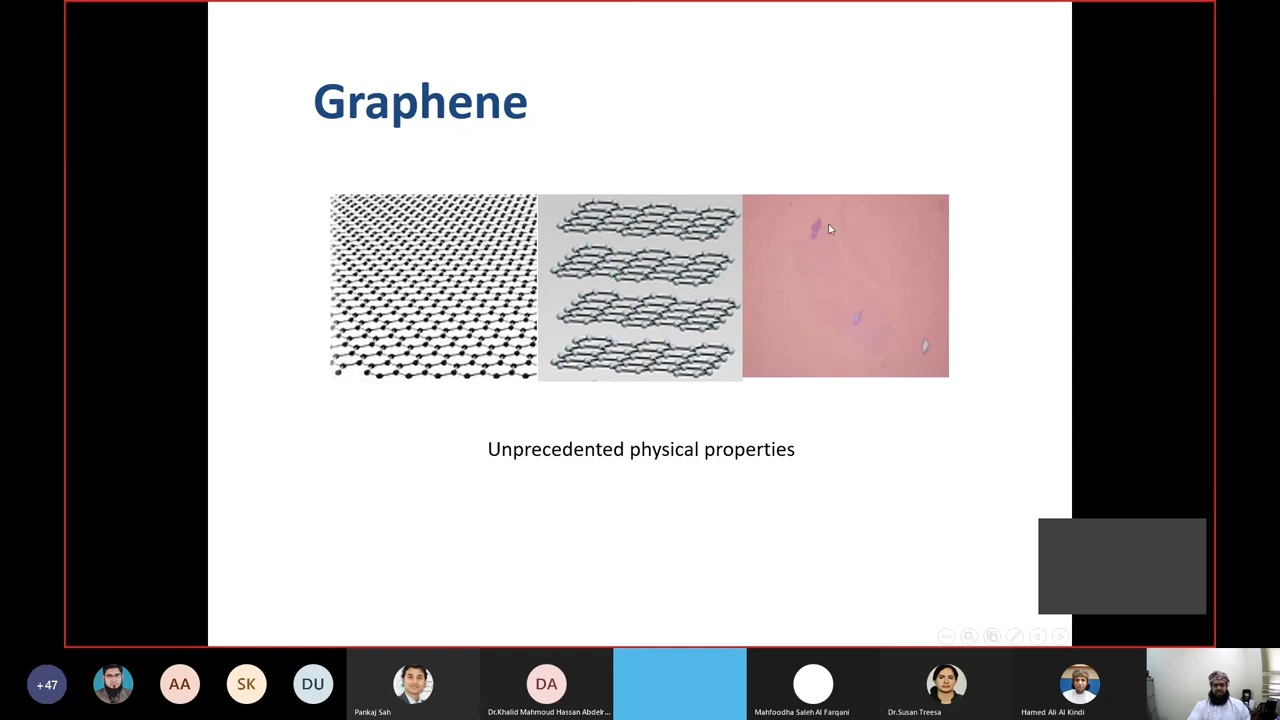 Graphene
Unprecedented physical properties
+47
AA
SK
DU
Pankaj Sah
DA
Dr.Khalid Mahmoud Hassan Abdelr...
Mahfoodha Saleh Al Farqani
Dr.Susan Treesa
Hamed Ali Al Kindi